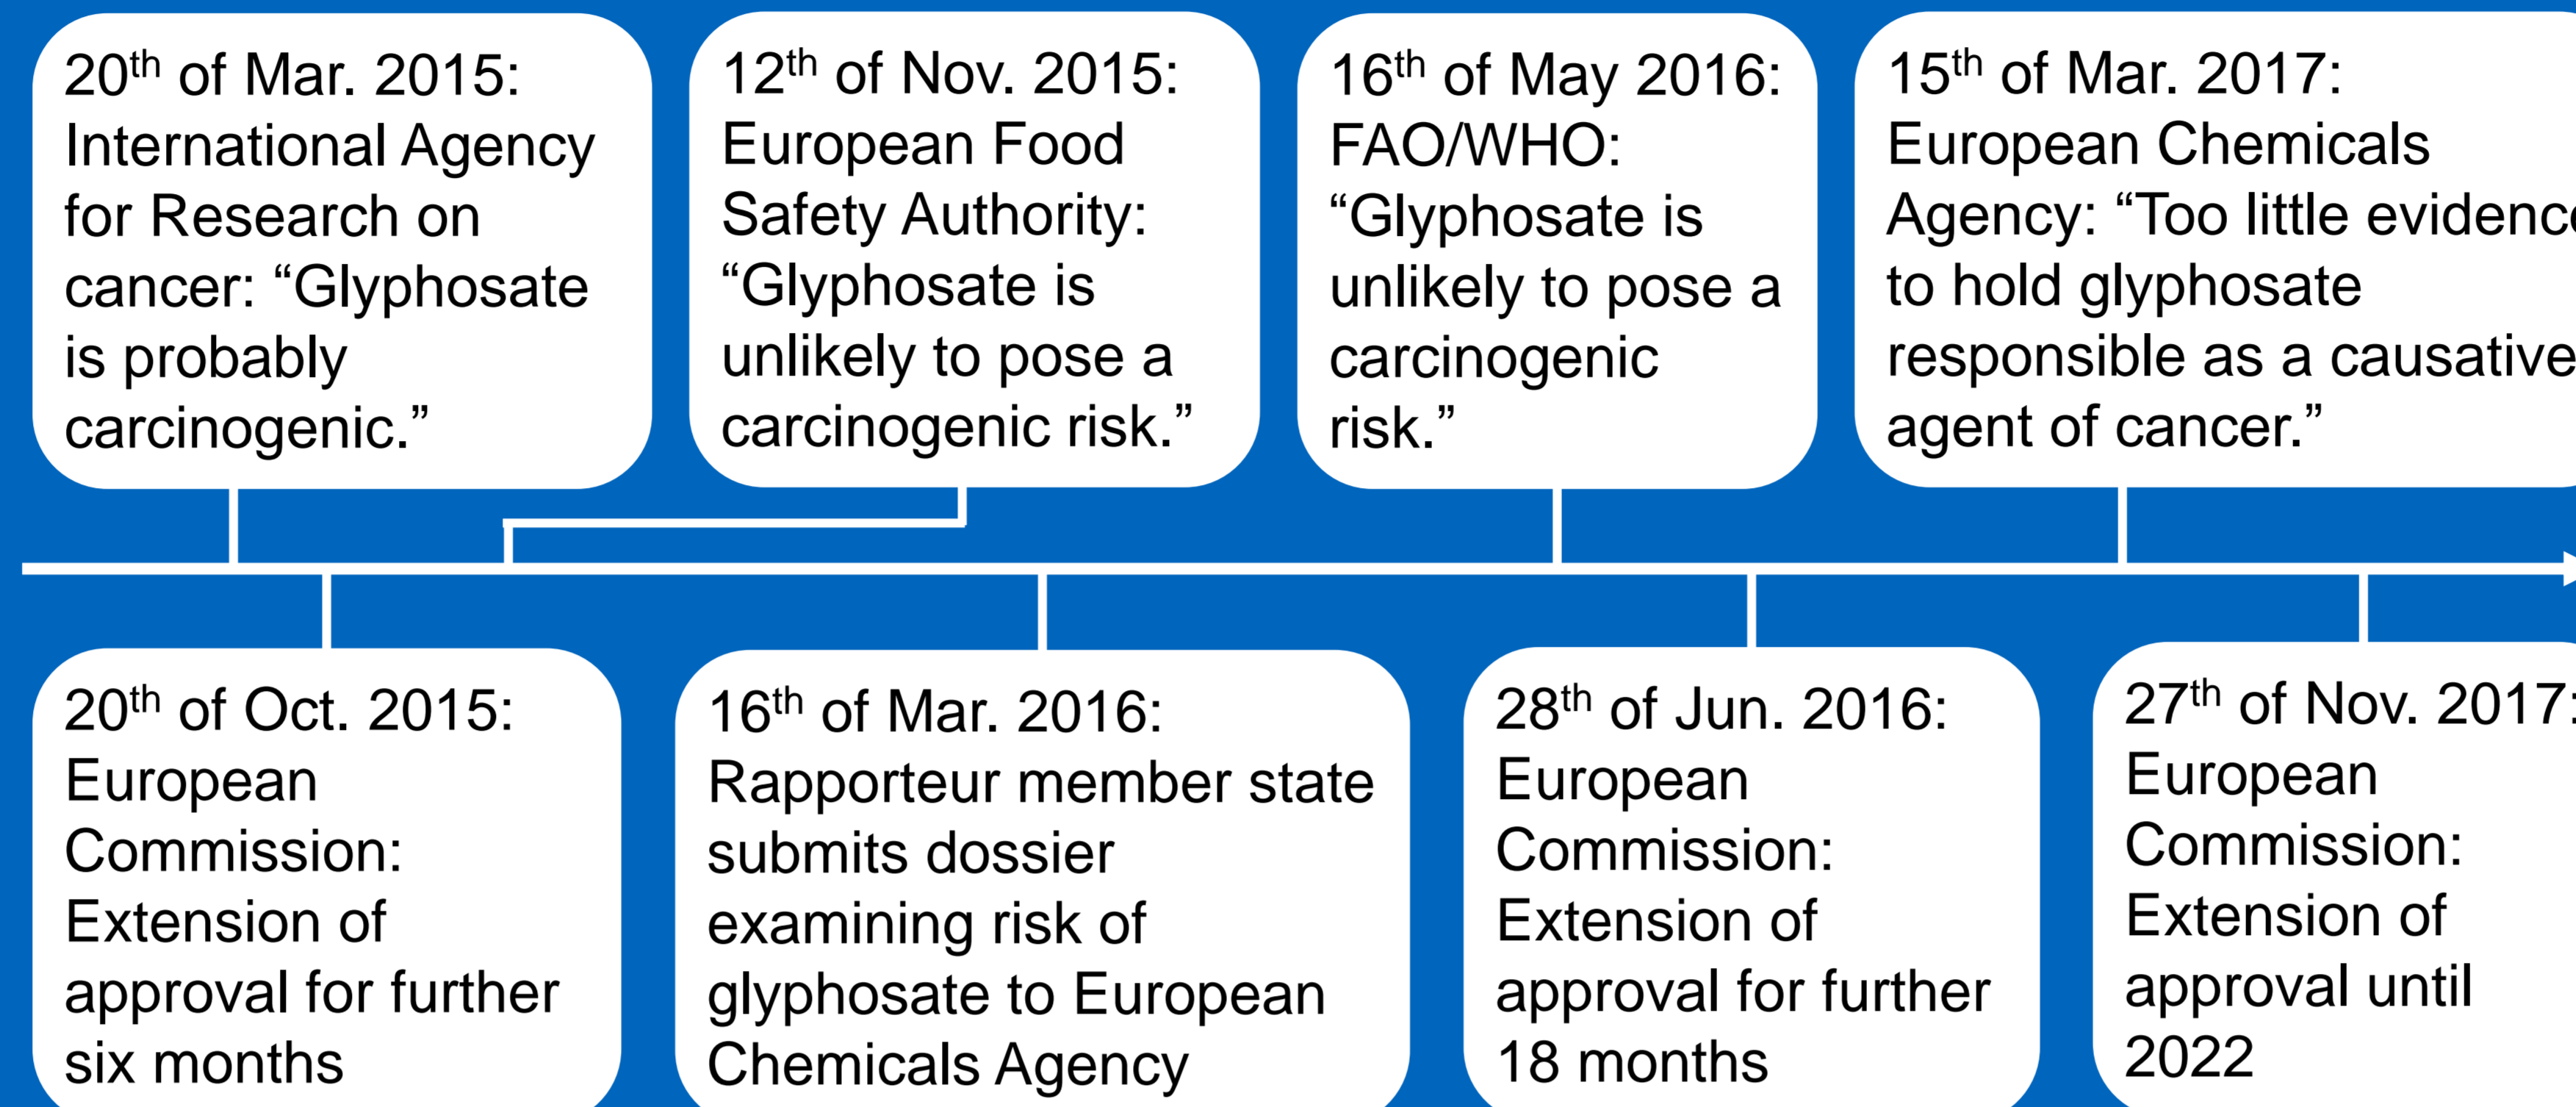 20th of Mar. 2015:
International Agency
for Research on
cancer: “Glyphosate
is probably
carcinogenic.”
12th of Nov. 2015:
European Food
Safety Authority:
“Glyphosate is
unlikely to pose a
carcinogenic risk.”
16th of May 2016:
FAO/WHO:
“Glyphosate is
unlikely to pose a
carcinogenic
risk.”
15th of Mar. 2017:
European Chemicals
Agency: “Too little evidence
to hold glyphosate
responsible as a causative
agent of cancer.”
20th of Oct. 2015:
European
Commission:
Extension of
approval for further
six months
16th of Mar. 2016:
Rapporteur member state
submits dossier
examining risk of
glyphosate to European
Chemicals Agency
28th of Jun. 2016:
European
Commission:
Extension of
approval for further
18 months
27th of Nov. 2017:
European
Commission:
Extension of
approval until
2022